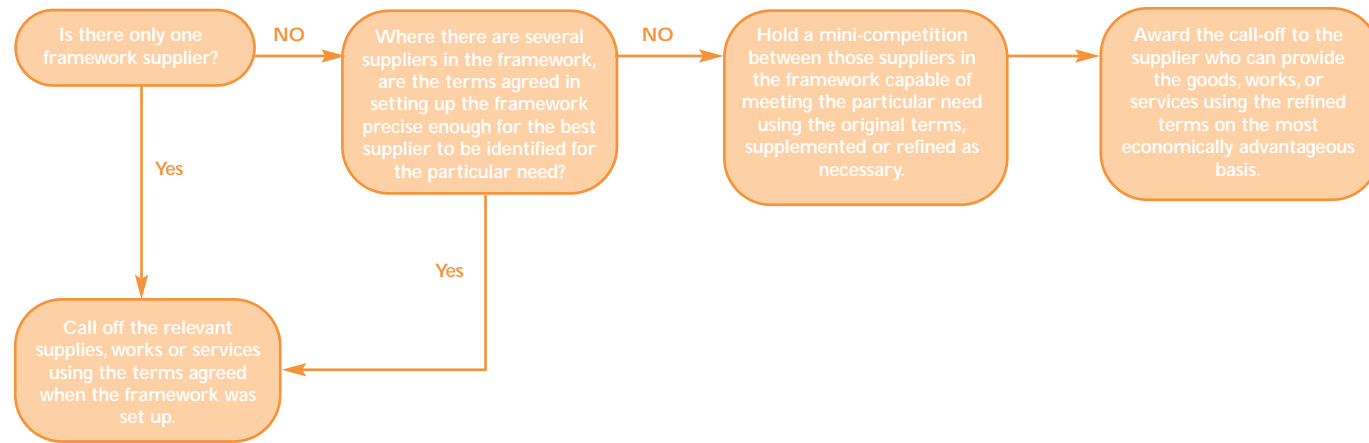 Is there only one
framework supplier?
NO
Where there are several
suppliers in the framework,
are the terms agreed in
setting up the framework
precise enough for the best
supplier to be identified for
the particular need?
NO
Hold a mini-competition
between those suppliers in
the framework capable of
meeting the particular need
using the original terms,
supplemented or refined as
necessary.
Award the call-off to the
supplier who can provide
the goods, works, or
services using the refined
terms on the most
economically advantageous
basis.
Yes
Yes
Call off the relevant
supplies, works or services
using the terms agreed
when the framework was
set up.